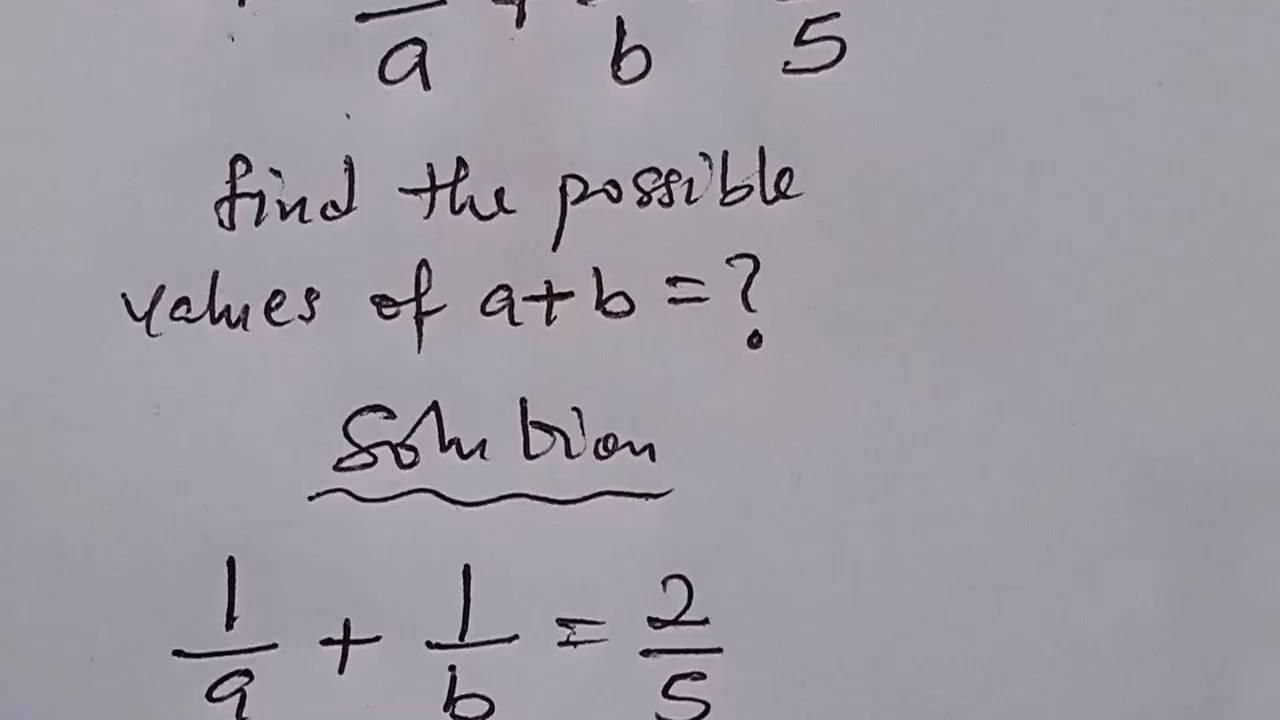 a + b 5
find the possible
values of a+b=?
Solution
1/a + 1/b = 2/5